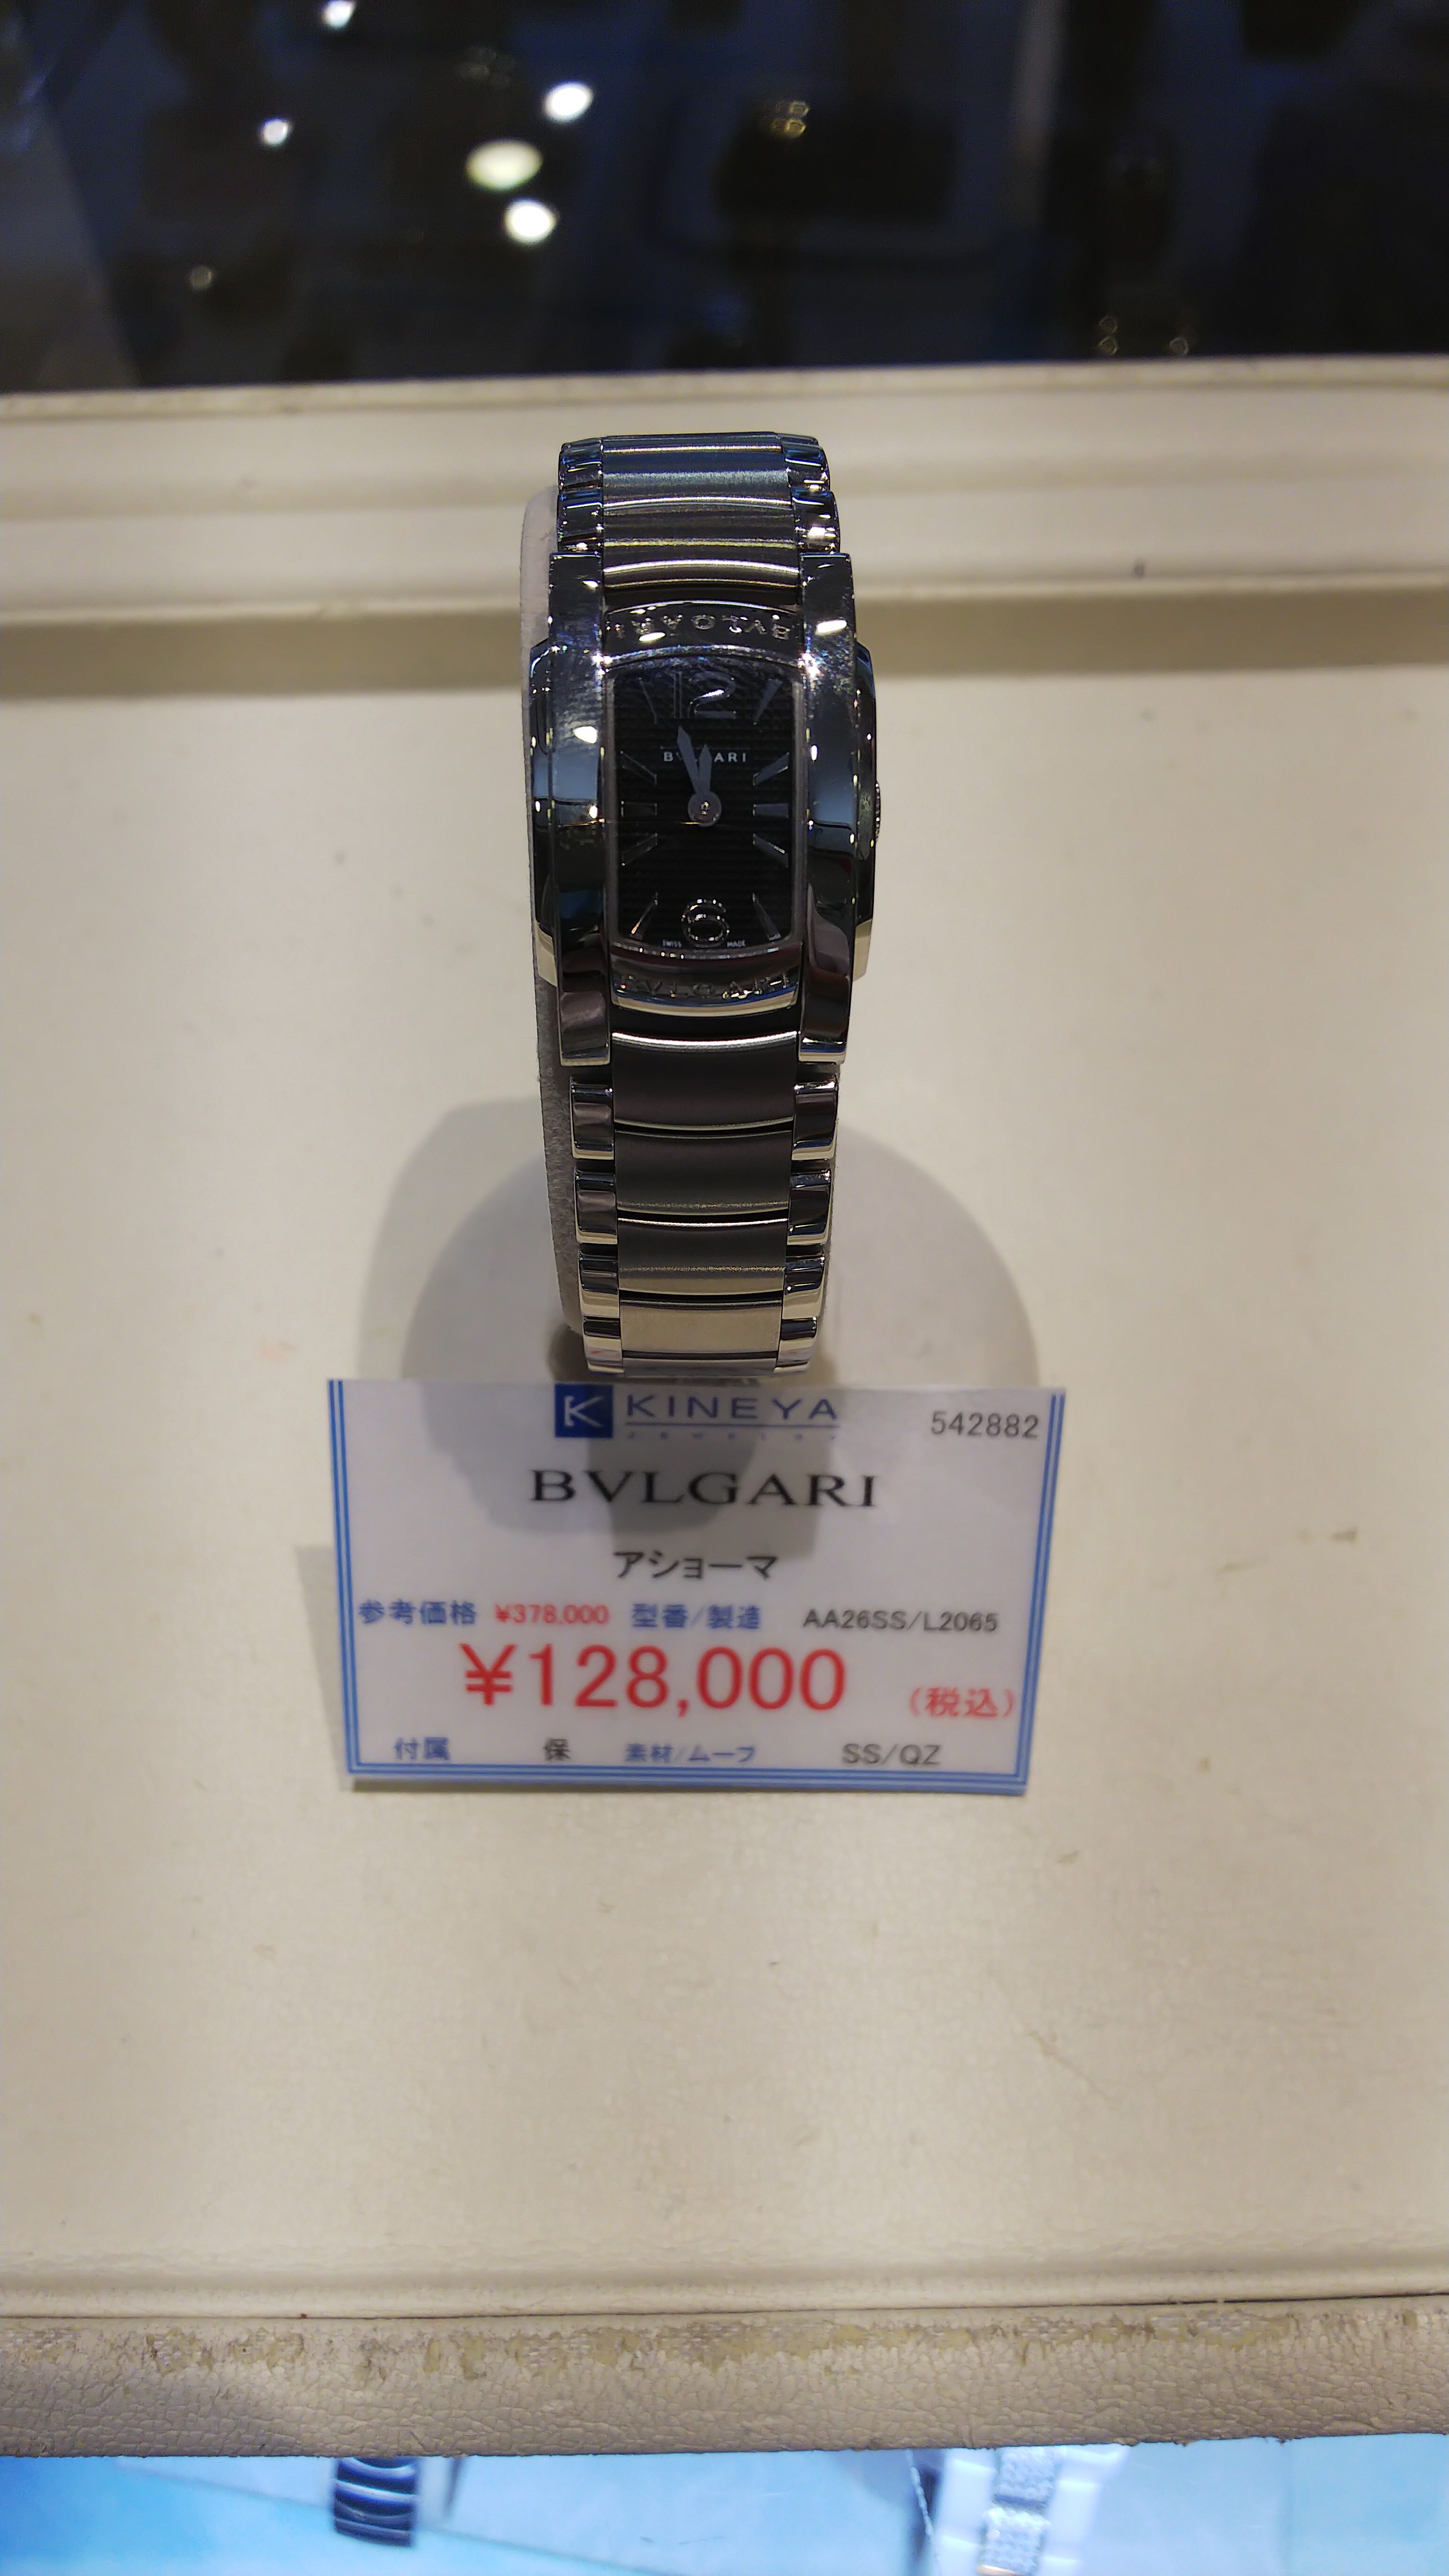 BVLGARI
12
BVLGARI
6
SWISS MADE
BVLGARI
KINEYA
JEWELRY
542882
BVLGARI
アショーマ
参考価格 ¥378,000 型番/製造 AA26SS/L2065
¥128,000 (税込)
付属 保 素材/ムーブ SS/QZ